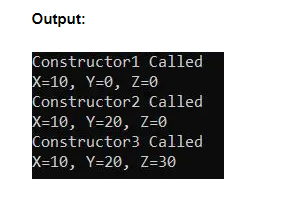 Output:
Constructor1 Called
X=10, Y=0, Z=0
Constructor2 Called
X=10, Y=20, Z=0
Constructor3 Called
X=10, Y=20, Z=30